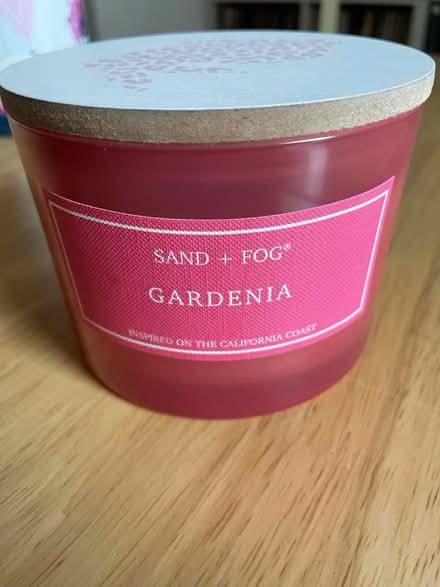 SAND + FOG®
GARDENIA
INSPIRED ON THE CALIFORNIA COAST